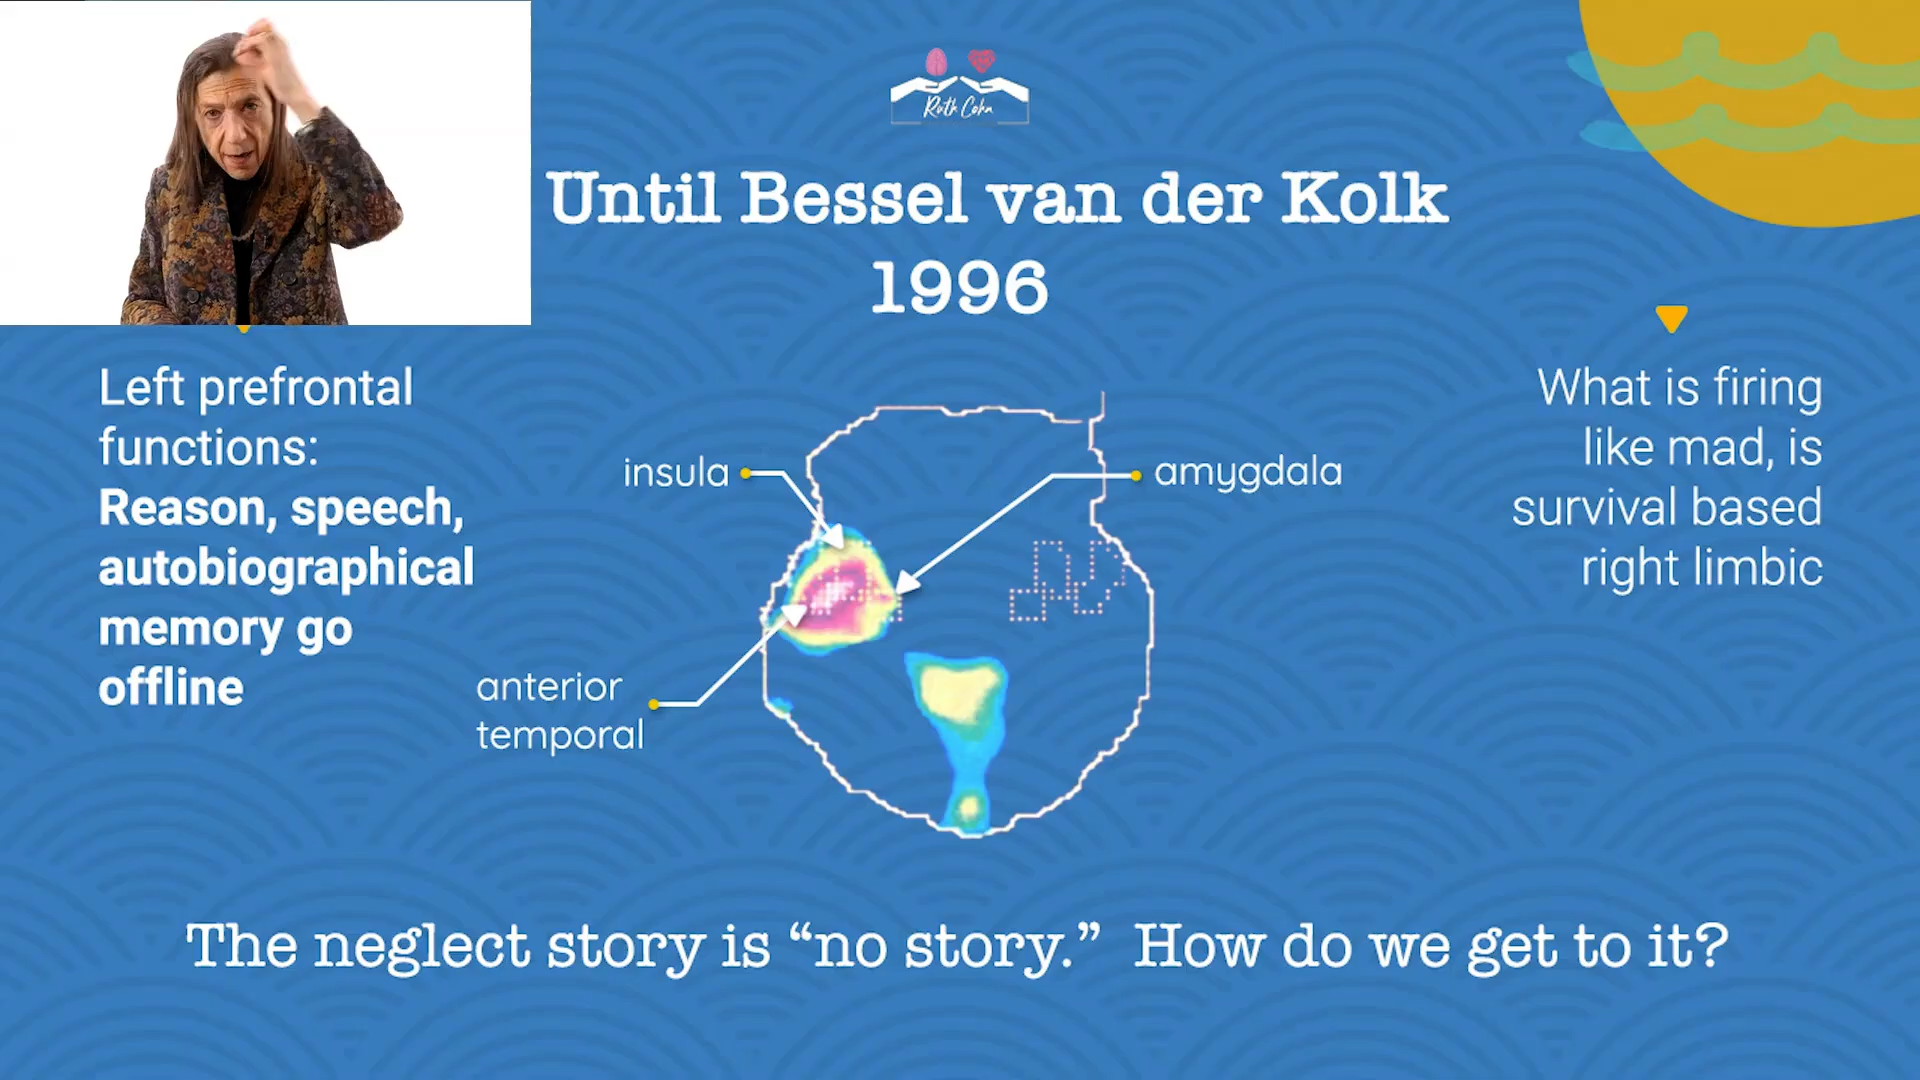 Ruth Cohn
Until Bessel van der Kolk
1996
Left prefrontal
functions:
Reason, speech,
autobiographical
memory go
offline
insula
amygdala
anterior
temporal
What is firing
like mad, is
survival based
right limbic
The neglect story is “no story.” How do we get to it?